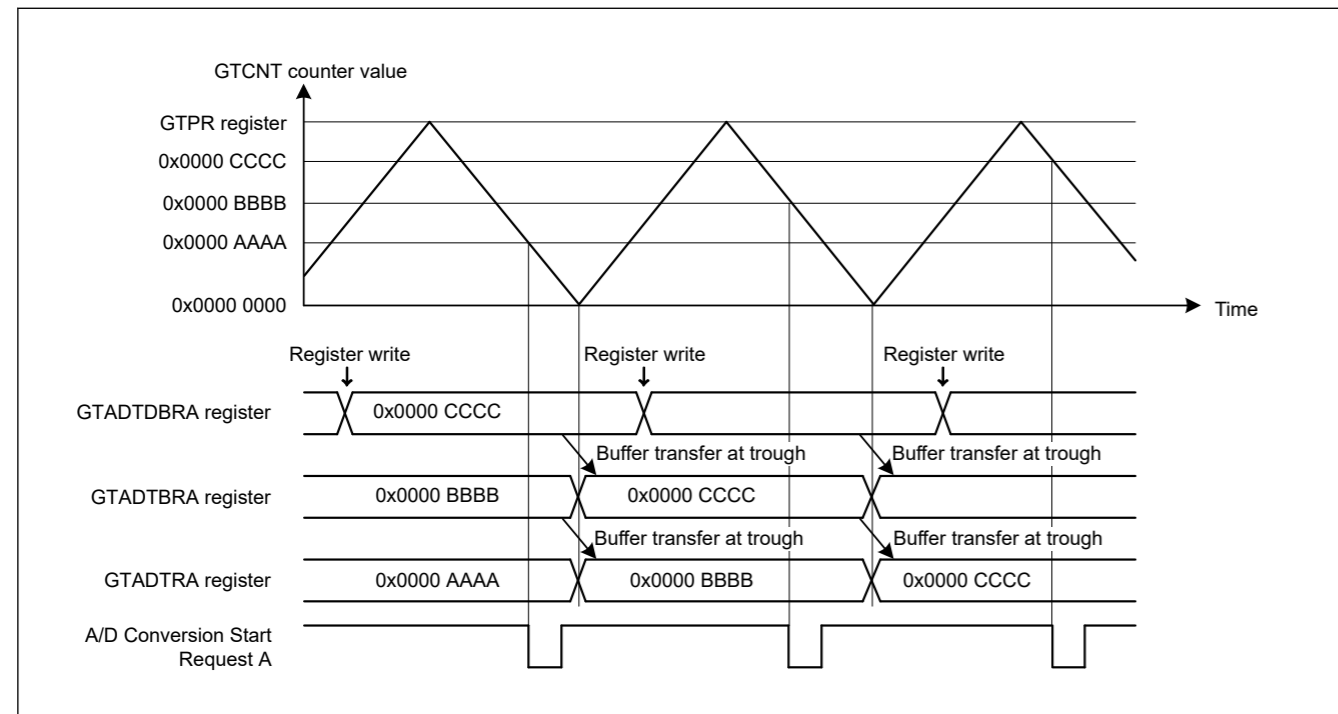 GTCNT counter value
GTPR register
0x0000 CCCC
0x0000 BBBB
0x0000 AAAA
0x0000 0000
Time
Register write Register write Register write
GTADTDBRA register 0x0000 CCCC
Buffer transfer at trough Buffer transfer at trough
GTADTBRA register 0x0000 BBBB 0x0000 CCCC
Buffer transfer at trough Buffer transfer at trough
GTADTRA register 0x0000 AAAA 0x0000 BBBB 0x0000 CCCC
A/D Conversion Start
Request A